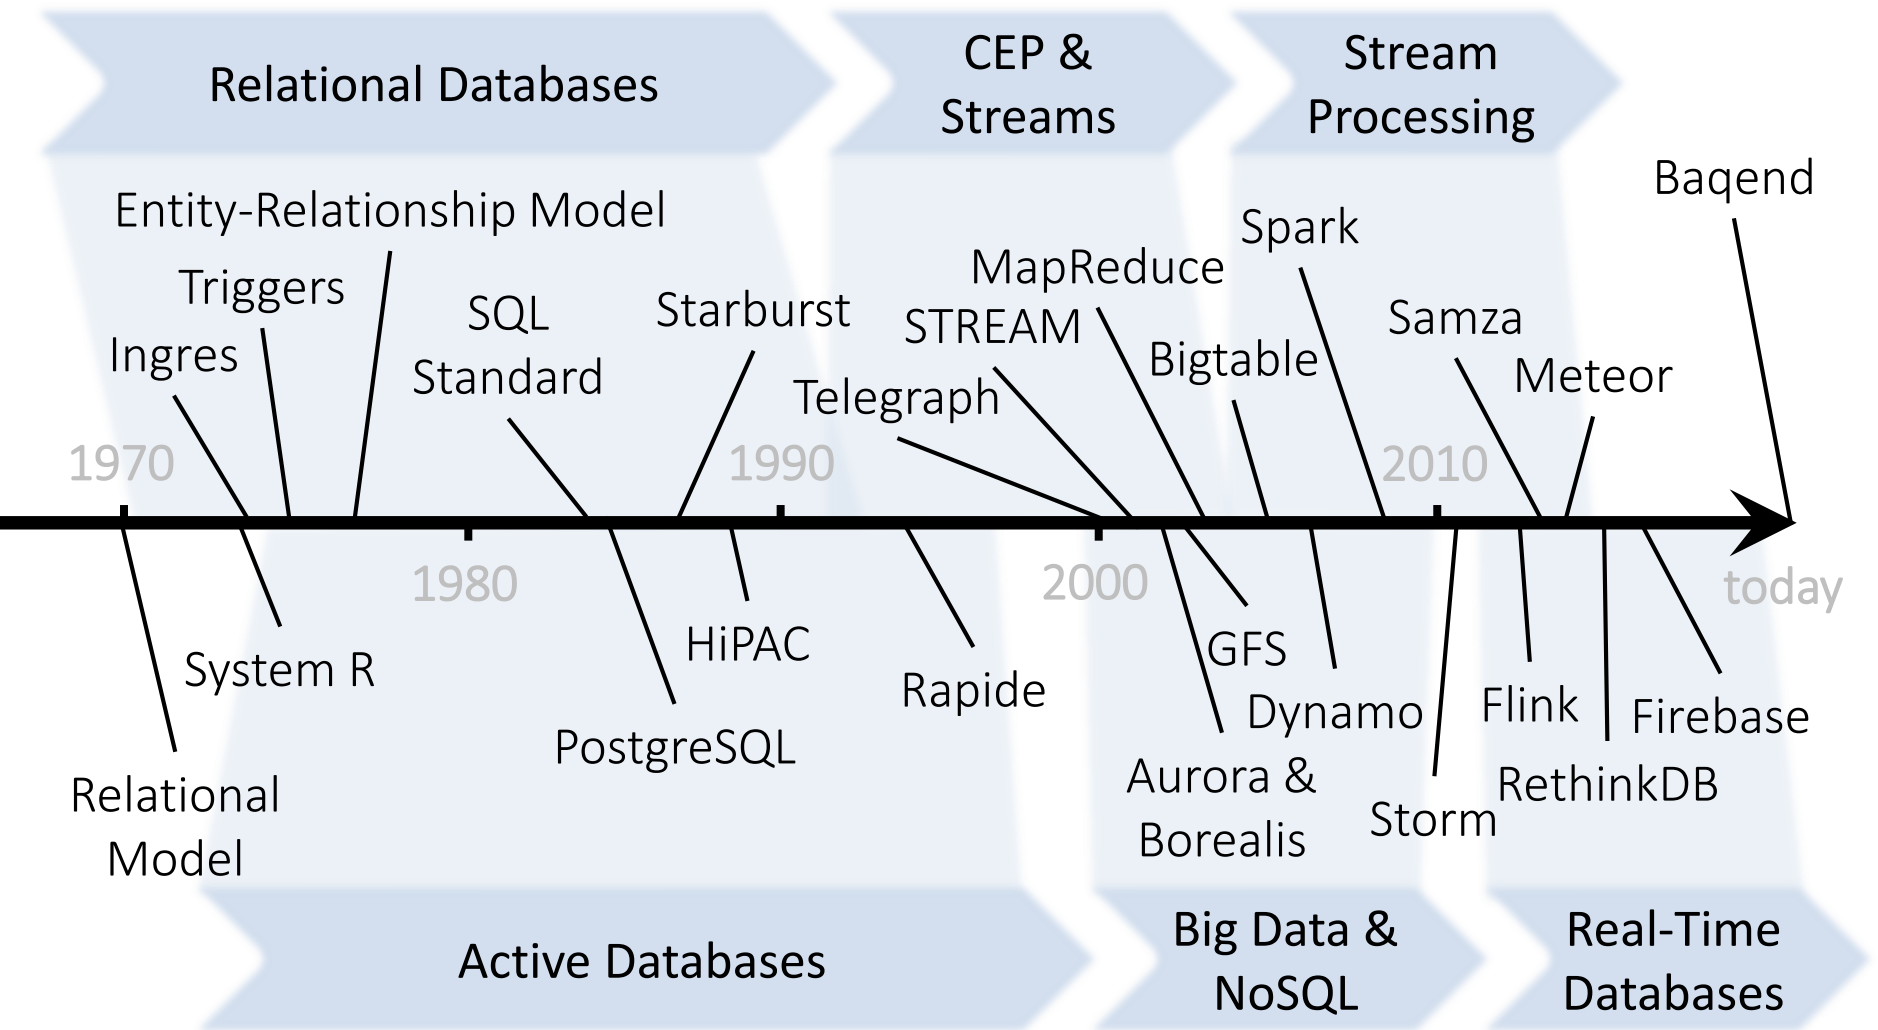 Relational Databases
CEP &
Streams
Stream
Processing
Baqend
Entity-Relationship Model
Spark
MapReduce
Triggers
SQL
Standard
Starburst
STREAM
Samza
Ingres
Bigtable
Meteor
Telegraph
1970
1990
2010
1980
2000
today
System R
HiPAC
GFS
Rapide
Dynamo
Flink
Firebase
PostgreSQL
Relational
Model
Aurora &
Borealis
Storm
RethinkDB
Active Databases
Big Data &
NoSQL
Real-Time
Databases